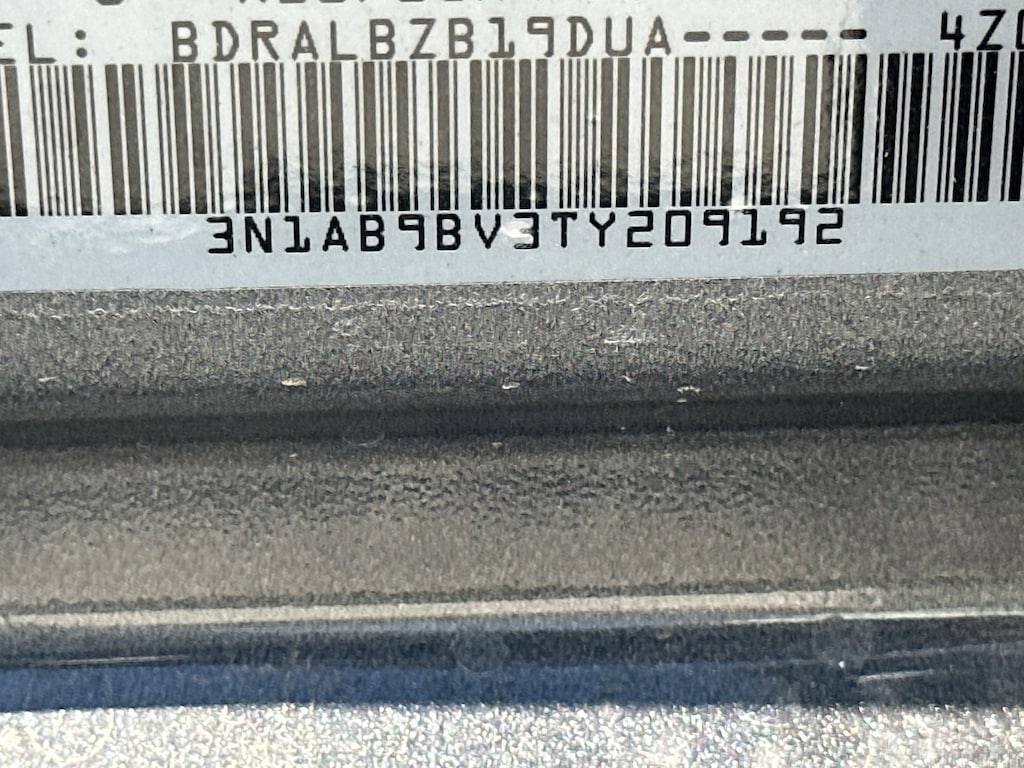 EL: BDRALBZB19DUA----- 4Z
3N1AB9BV3TY209192